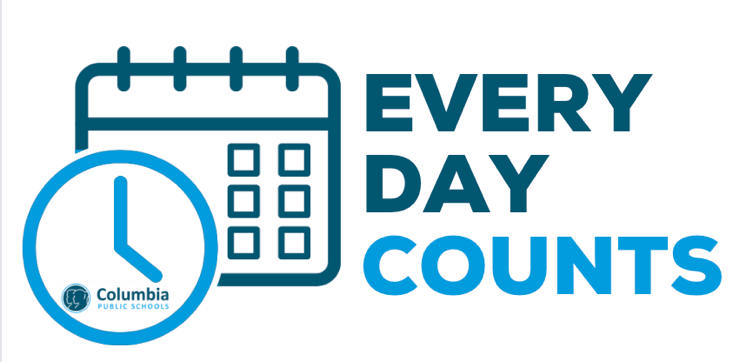 EVERY
DAY
COUNTS
Columbia
PUBLIC SCHOOLS